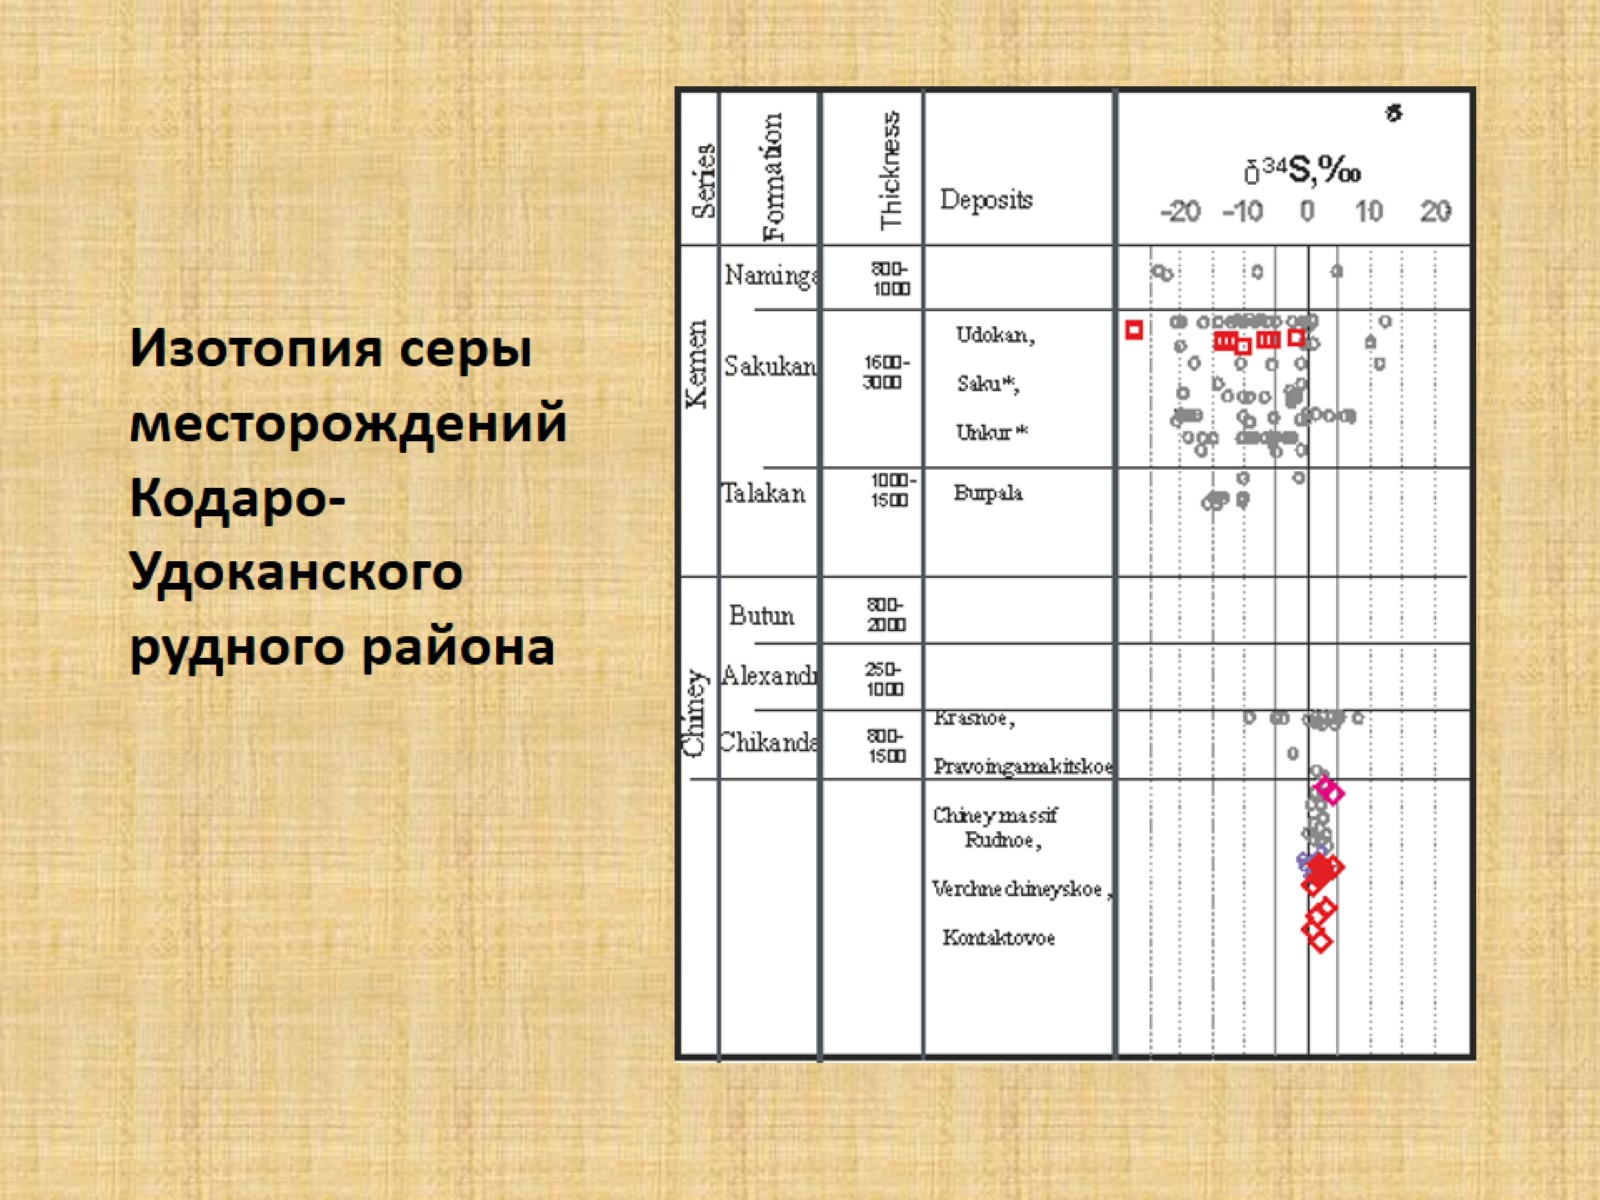 Изотопия серы
месторождений
Кодаро-
Удоканского
рудного района
Series
Formation
Thickness
Deposits
δ34S,‰
-20 -10 0 10 20
Kemen
Naminga
800-
1000
Sakukan
1600-
3000
Udokan,
Saku*,
Unkur*
Talakan
1000-
1500
Burpala
Chiney
Butun
800-
2000
Alexandr
250-
1000
Chikanda
800-
1500
Krasnoe,
Pravoingamakitskoe
Chiney massif
Rudnoe,
Verchnechineyskoe,
Kontaktovoe